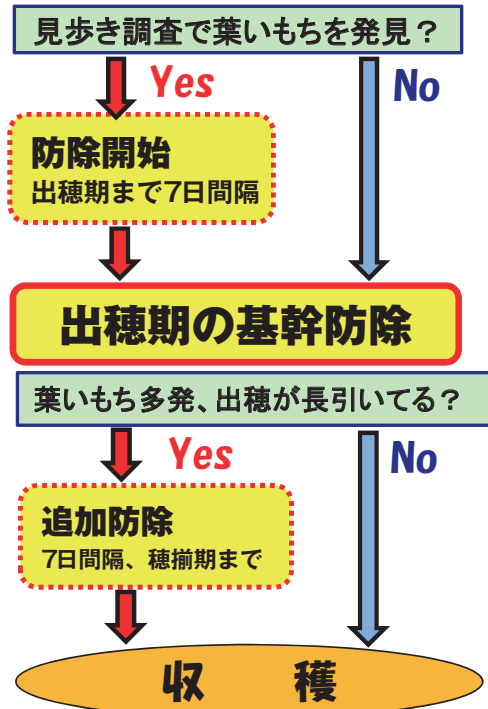 見歩き調査で葉いもちを発見？
Yes
No
防除開始
出穂期まで7日間隔
出穂期の基幹防除
葉いもち多発、出穂が長引いてる？
Yes
No
追加防除
7日間隔、穂揃期まで
収　穫